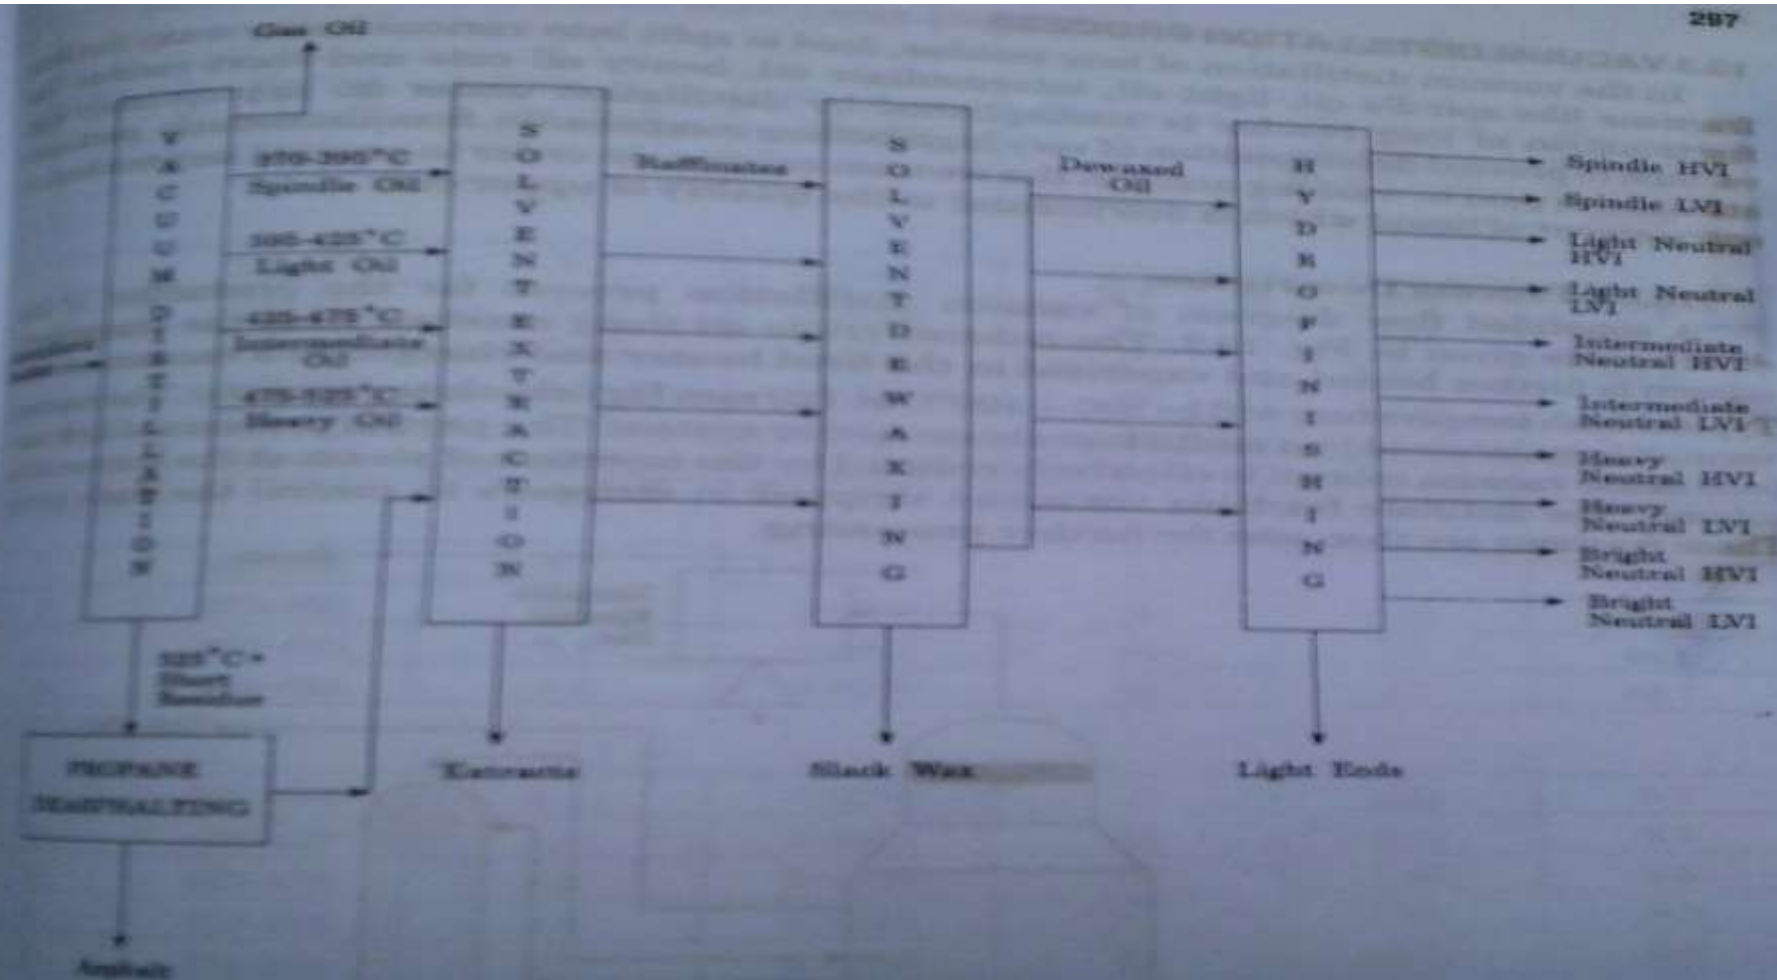 297
Gas Oil
VACUUM DISTILLATION
370-390°C
Spindle Oil
395-425°C
Light Oil
425-475°C
Intermediate
Oil
475-525°C
Heavy Oil
SOLVENT EXTRACTION
Raffinates
SOLVENT DEWAXING
Dewaxed
Oil
HYDROFINISHING
Spindle HVI
Spindle LVI
Light Neutral
HVI
Light Neutral
LVI
Intermediate
Neutral HVI
Intermediate
Neutral LVI
Heavy
Neutral HVI
Heavy
Neutral LVI
Bright
Neutral HVI
Bright
Neutral LVI
525°C+
Short
Residue
PROPANE
DEASPHALTING
Extracts
Slack Wax
Light Ends
Asphalt